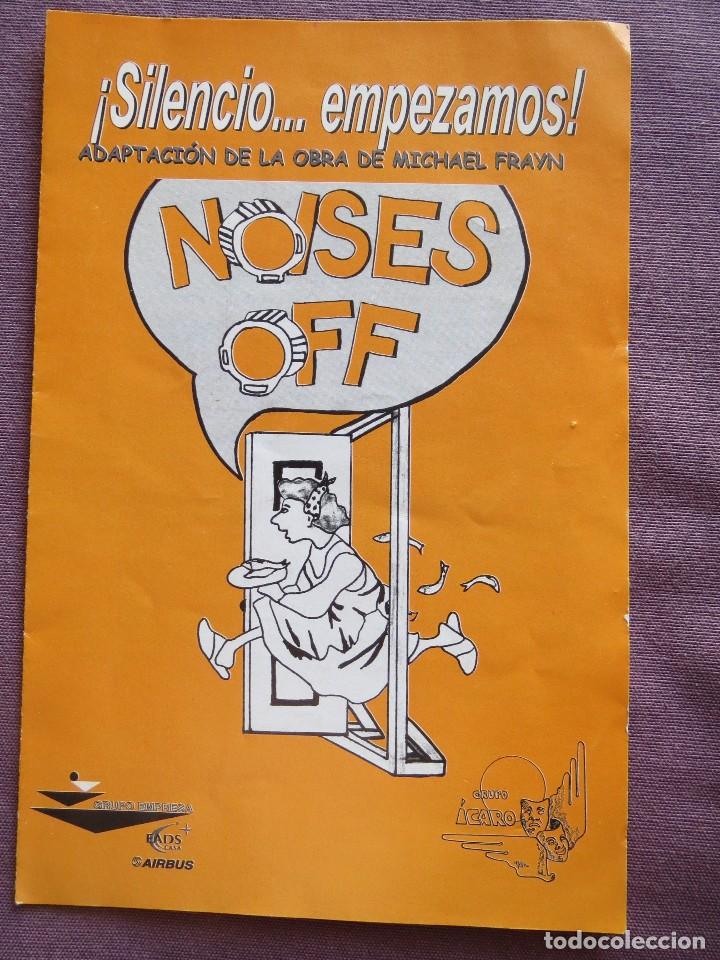 ¡Silencio... empezamos!
ADAPTACIÓN DE LA OBRA DE MICHAEL FRAYN
NOISES
OFF
GRUPO EMPRESA
EADS
CASA
AIRBUS
GRUPO
ÍCARO
todocoleccion